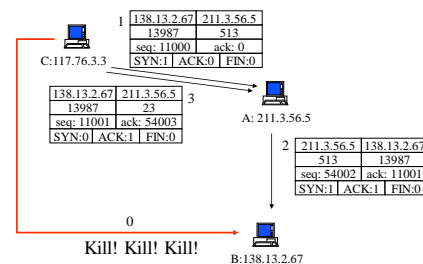 1
138.13.2.67 211.3.56.5
13987 513
seq: 11000 ack: 0
SYN:1 ACK:0 FIN:0
C:117.76.3.3
3
138.13.2.67 211.3.56.5
13987 23
seq: 11001 ack: 54003
SYN:0 ACK:1 FIN:0
A: 211.3.56.5
2
211.3.56.5 138.13.2.67
513 13987
seq: 54002 ack: 11001
SYN:1 ACK:1 FIN:0
0
Kill! Kill! Kill!
B:138.13.2.67